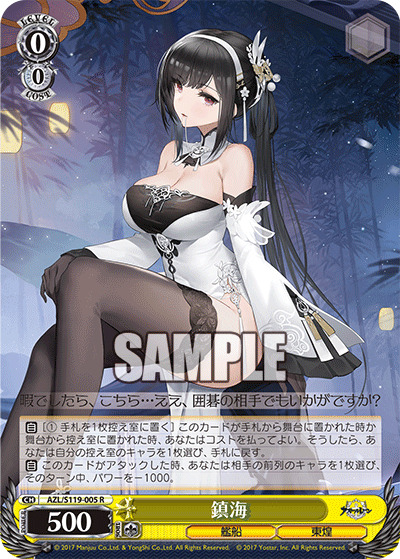 LEVEL
0
0
COST
SAMPLE
暇でしたら、こちら…ええ、囲碁の相手でもいかがですか!?
自 [① 手札を1枚控え室に置く] このカードが手札から舞台に置かれた時か
舞台から控え室に置かれた時、あなたはコストを払ってよい。そうしたら、あ
なたは自分の控え室のキャラを1枚選び、手札に戻す。
自 このカードがアタックした時、あなたは相手の前列のキャラを1枚選び、
そのターン中、パワーを-1000。
CH AZL/S119-005 R
鎮海
500
艦船
東煌
アズールレーン
© 2017 Manjuu Co.,Ltd. & YongShi Co.,Ltd. All Rights Reserved. © 2017 Yostar, Inc. All Rights Reserved.